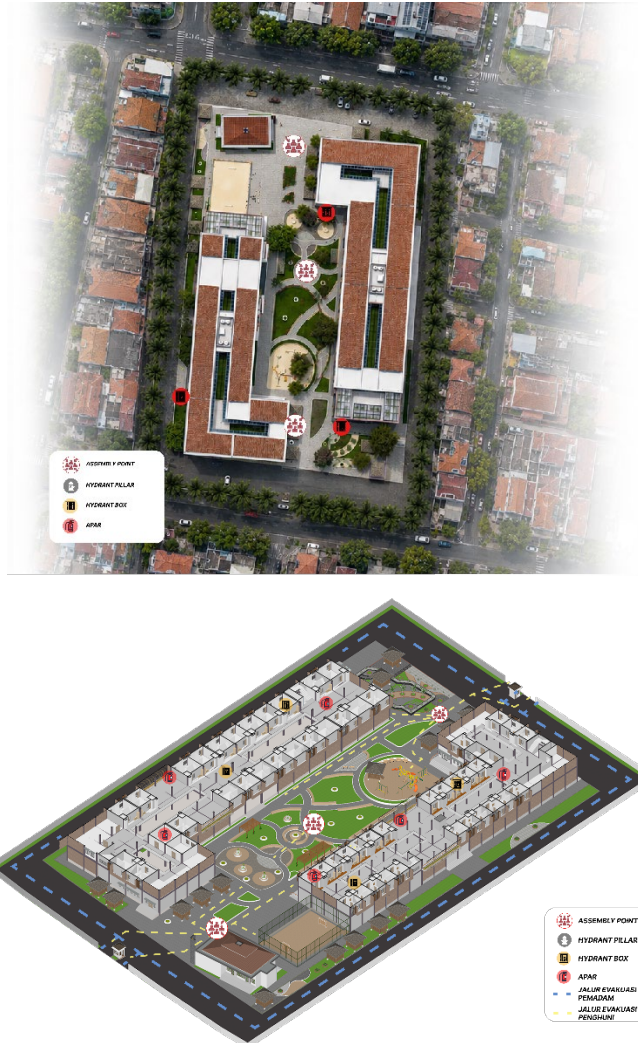 ASSEMBLY POINT
HYDRANT PILLAR
HYDRANT BOX
APAR
ASSEMBLY POINT
HYDRANT PILLAR
HYDRANT BOX
APAR
JALUR EVAKUASI
PEMADAM
JALUR EVAKUASI
PENGHUNI